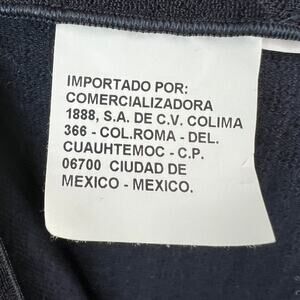 IMPORTADO POR:
COMERCIALIZADORA
1888, S.A. DE C.V. COLIMA
366 - COL.ROMA - DEL.
CUAUHTEMOC - C.P.
06700 CIUDAD DE
MEXICO - MEXICO.